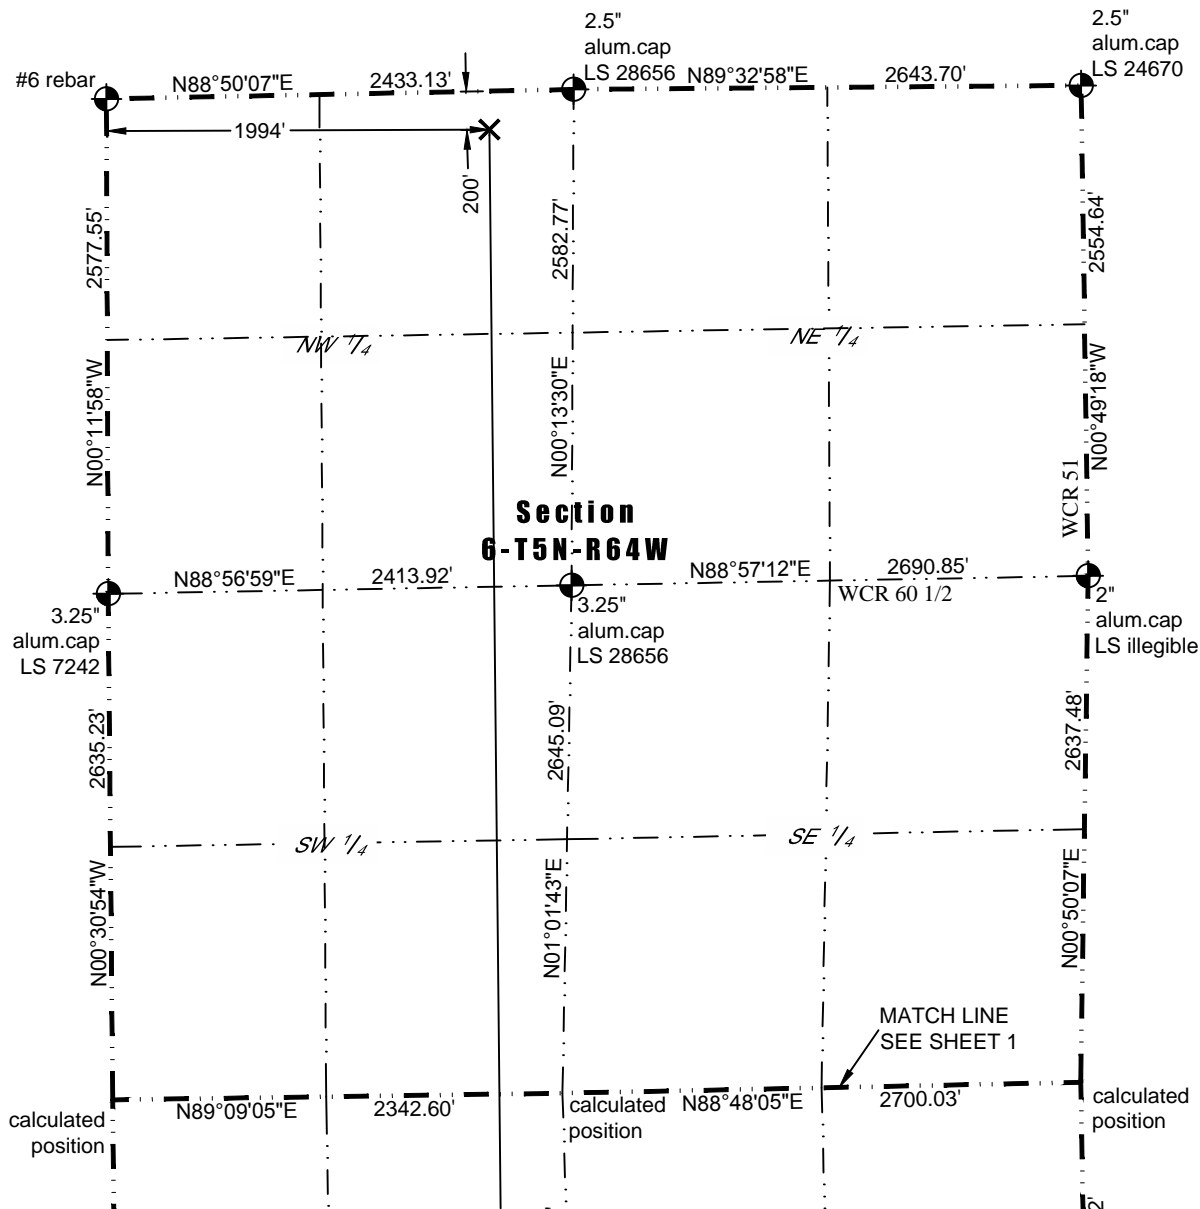 2.5"
alum.cap
LS 28656
2.5"
alum.cap
LS 24670
#6 rebar
N88°50'07"E
2433.13'
N89°32'58"E
2643.70'
1994'
200'
2577.55'
2582.77'
2554.64'
NW 1/4
NE 1/4
N00°11'58"W
N00°13'30"E
N00°49'18"W
WCR 51
Section
6-T5N-R64W
N88°56'59"E
2413.92'
N88°57'12"E
2690.85'
WCR 60 1/2
3.25"
alum.cap
LS 7242
3.25"
alum.cap
LS 28656
2"
alum.cap
LS illegible
2635.23'
2645.09'
2637.48'
SW 1/4
SE 1/4
N00°30'54"W
N01°01'43"E
N00°50'07"E
MATCH LINE
SEE SHEET 1
N89°09'05"E
2342.60'
N88°48'05"E
2700.03'
calculated
position
calculated
position
calculated
position
2'